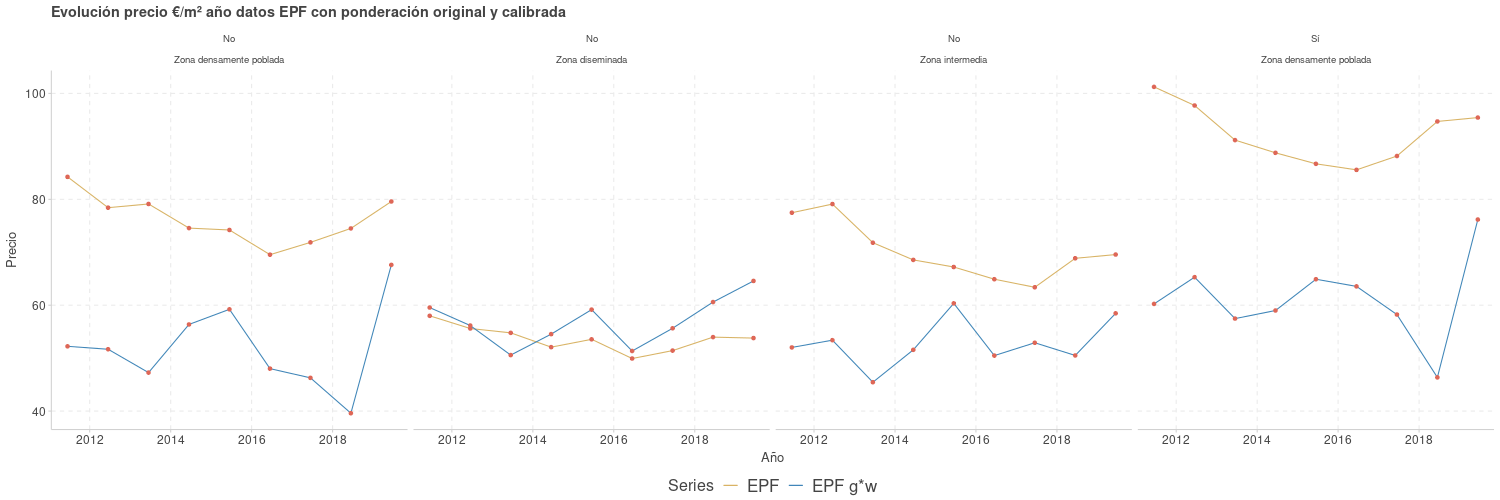 Evolución precio €/m² año datos EPF con ponderación original y calibrada
No
No
No
Sí
Zona densamente poblada
Zona diseminada
Zona intermedia
Zona densamente poblada
100
80
60
40
Precio
2012 2014 2016 2018
2012 2014 2016 2018
2012 2014 2016 2018
2012 2014 2016 2018
Año
Series EPF EPF g*w